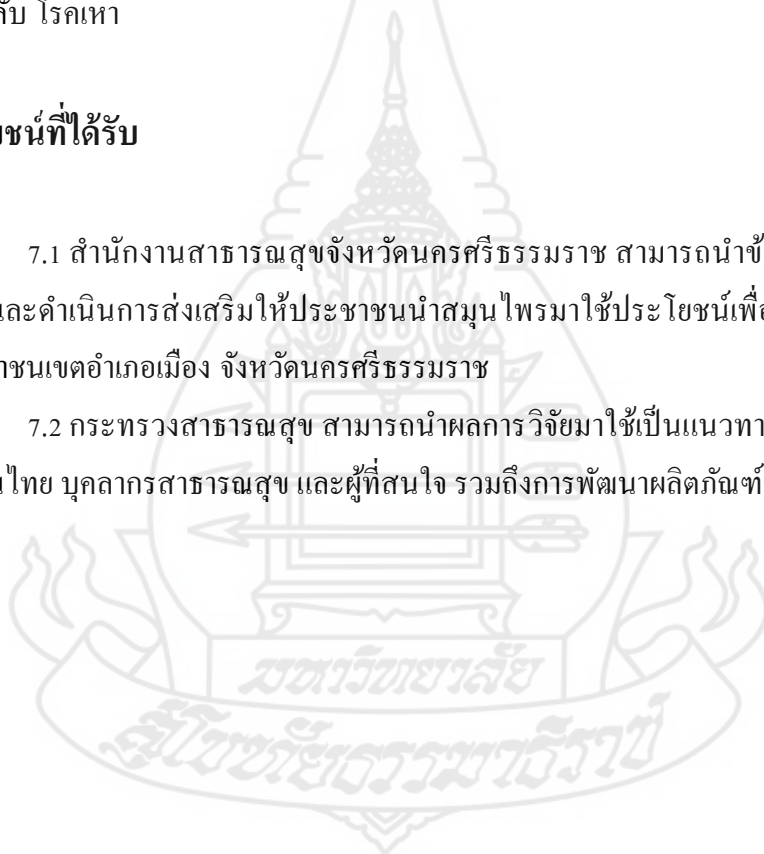 กับ โรคเหา
ชน์ที่ได้รับ
7.1 สำนักงานสาธารณสุขจังหวัดนครศรีธรรมราช สามารถนำข้
และดำเนินการส่งเสริมให้ประชาชนนำสมุนไพรมาใช้ประโยชน์เพื่อ
าชนเขตอำเภอเมือง จังหวัดนครศรีธรรมราช
7.2 กระทรวงสาธารณสุข สามารถนำผลการวิจัยมาใช้เป็นแนวทา
นไทย บุคลากรสาธารณสุข และผู้ที่สนใจ รวมถึงการพัฒนาผลิตภัณฑ์
มหาวิทยาลัย
สุโขทัยธรรมาธิราช